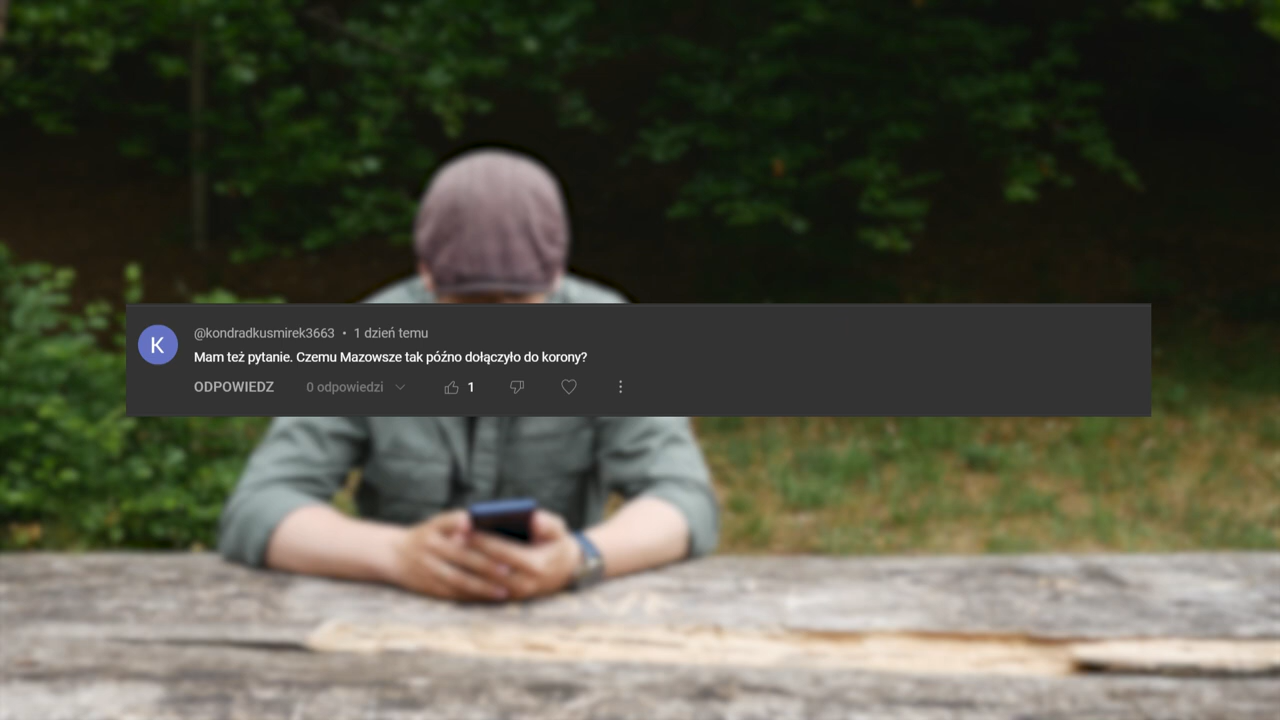 K
@kondradkusmirek3663 • 1 dzień temu
Mam też pytanie. Czemu Mazowsze tak późno dołączyło do korony?
ODPOWIEDZ 0 odpowiedzi 1